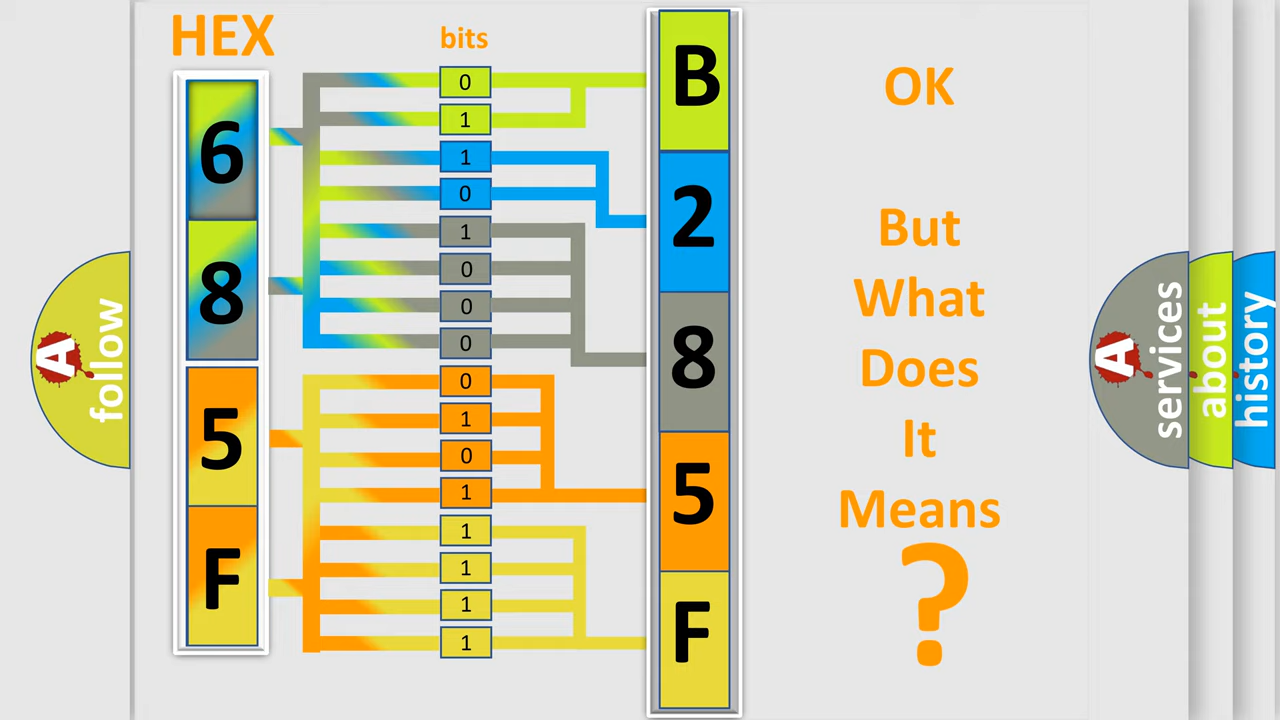 HEX
bits
6
8
5
F
0
1
1
0
1
0
0
0
0
1
0
1
1
1
1
1
B
2
8
5
F
OK
But
What
Does
It
Means
?
A
follow
A
services
about
history